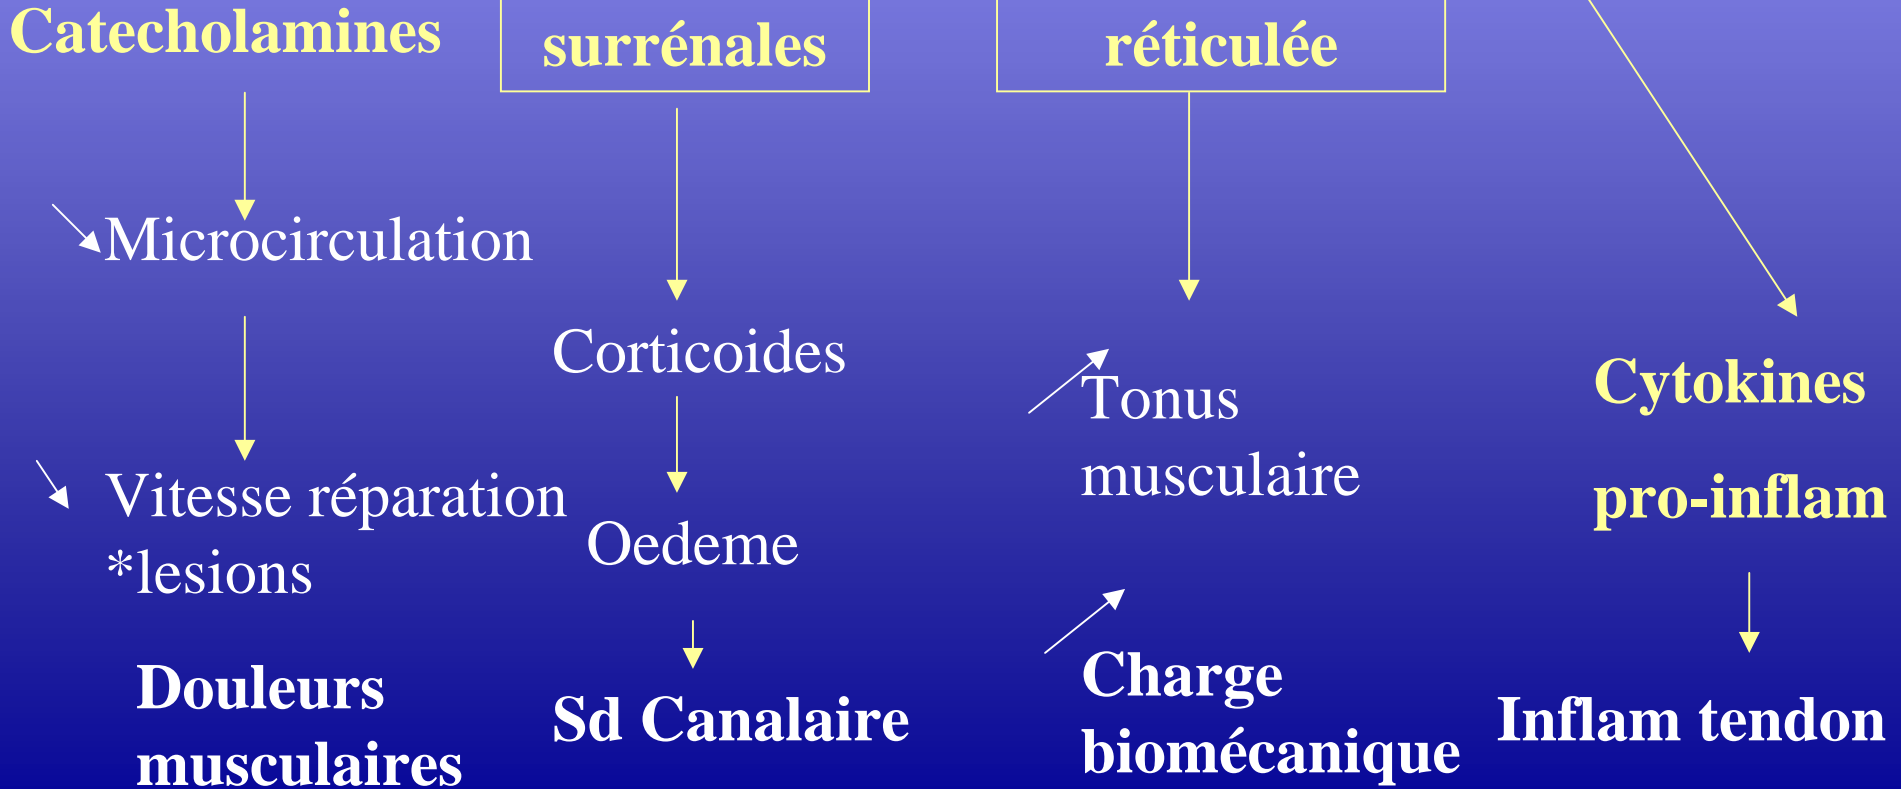 Catecholamines
surrénales
réticulée
Microcirculation
Corticoides
Tonus
musculaire
Cytokines
pro-inflam
Vitesse réparation
*lesions
Oedeme
Douleurs
musculaires
Sd Canalaire
Charge
biomécanique
Inflam tendon